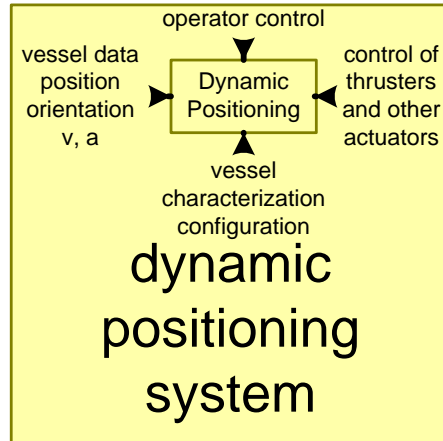 operator control
vessel data
position
orientation
v, a
Dynamic
Positioning
control of
thrusters
and other
actuators
vessel
characterization
configuration
dynamic
positioning
system